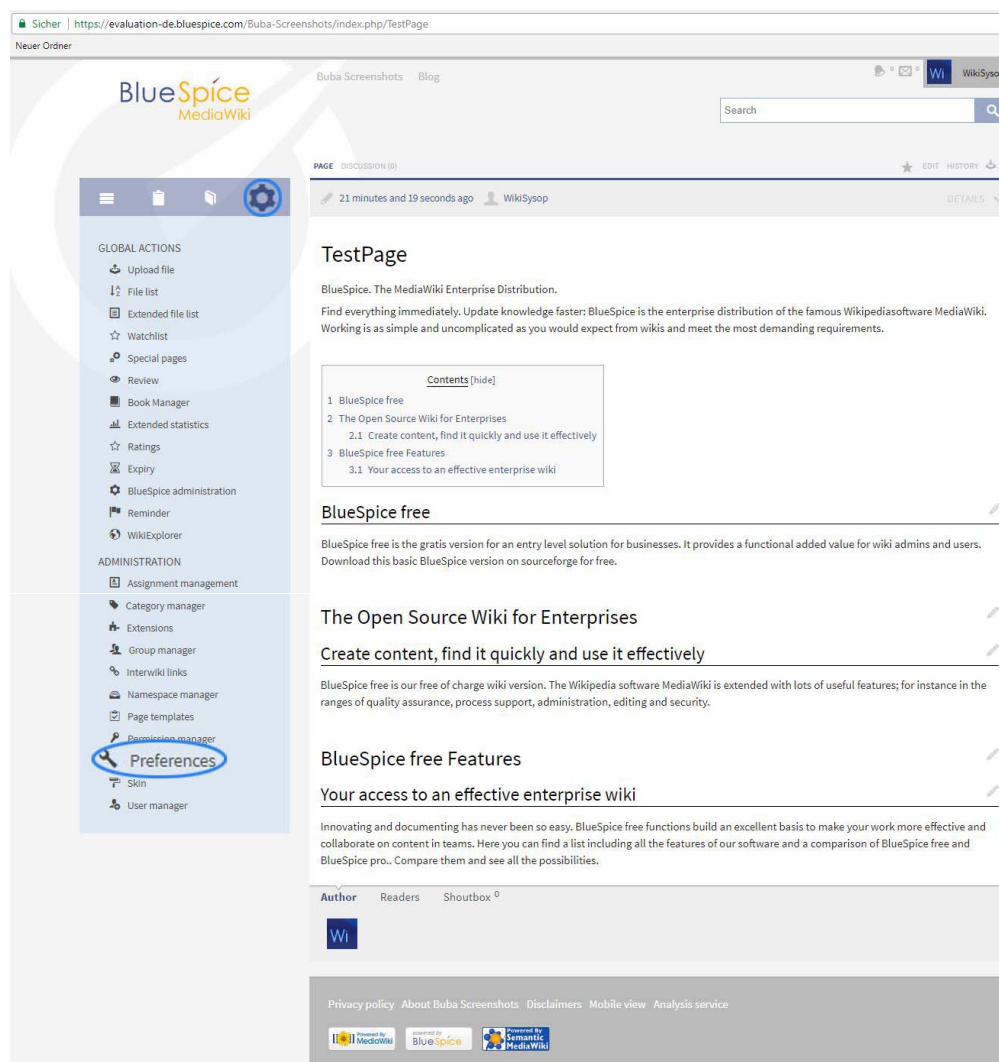 Sicher | https://evaluation-de.bluespice.com/Buba-Screenshots/index.php/TestPage
Neuer Ordner
BlueSpice
MediaWiki
Buba Screenshots Blog
0 0 Wi WikiSyso
Search
PAGE DISCUSSION (0)
EDIT HISTORY
21 minutes and 19 seconds ago WikiSysop
DETAILS
GLOBAL ACTIONS
Upload file
File list
Extended file list
Watchlist
Special pages
Review
Book Manager
Extended statistics
Ratings
Expiry
BlueSpice administration
Reminder
WikiExplorer
ADMINISTRATION
Assignment management
Category manager
Extensions
Group manager
Interwiki links
Namespace manager
Page templates
Permission manager
Preferences
Skin
User manager
TestPage
BlueSpice. The MediaWiki Enterprise Distribution.
Find everything immediately. Update knowledge faster: BlueSpice is the enterprise distribution of the famous Wikipediasoftware MediaWiki.
Working is as simple and uncomplicated as you would expect from wikis and meet the most demanding requirements.
Contents [hide]
1 BlueSpice free
2 The Open Source Wiki for Enterprises
2.1 Create content, find it quickly and use it effectively
3 BlueSpice free Features
3.1 Your access to an effective enterprise wiki
BlueSpice free
BlueSpice free is the gratis version for an entry level solution for businesses. It provides a functional added value for wiki admins and users.
Download this basic BlueSpice version on sourceforge for free.
The Open Source Wiki for Enterprises
Create content, find it quickly and use it effectively
BlueSpice free is our free of charge wiki version. The Wikipedia software MediaWiki is extended with lots of useful features; for instance in the
ranges of quality assurance, process support, administration, editing and security.
BlueSpice free Features
Your access to an effective enterprise wiki
Innovating and documenting has never been so easy. BlueSpice free functions build an excellent basis to make your work more effective and
collaborate on content in teams. Here you can find a list including all the features of our software and a comparison of BlueSpice free and
BlueSpice pro.. Compare them and see all the possibilities.
Author Readers Shoutbox 0
Wi
Privacy policy About Buba Screenshots Disclaimers Mobile view Analysis service
Powered By
MediaWiki
powered by
BlueSpice
Powered By
Semantic
MediaWiki